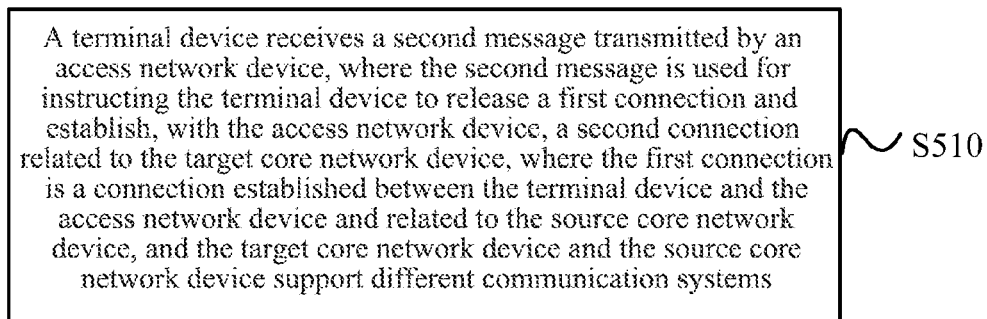 A terminal device receives a second message transmitted by an
access network device, where the second message is used for
instructing the terminal device to release a first connection and
establish, with the access network device, a second connection
related to the target core network device, where the first connection
is a connection established between the terminal device and the
access network device and related to the source core network
device, and the target core network device and the source core
network device support different communication systems
S510